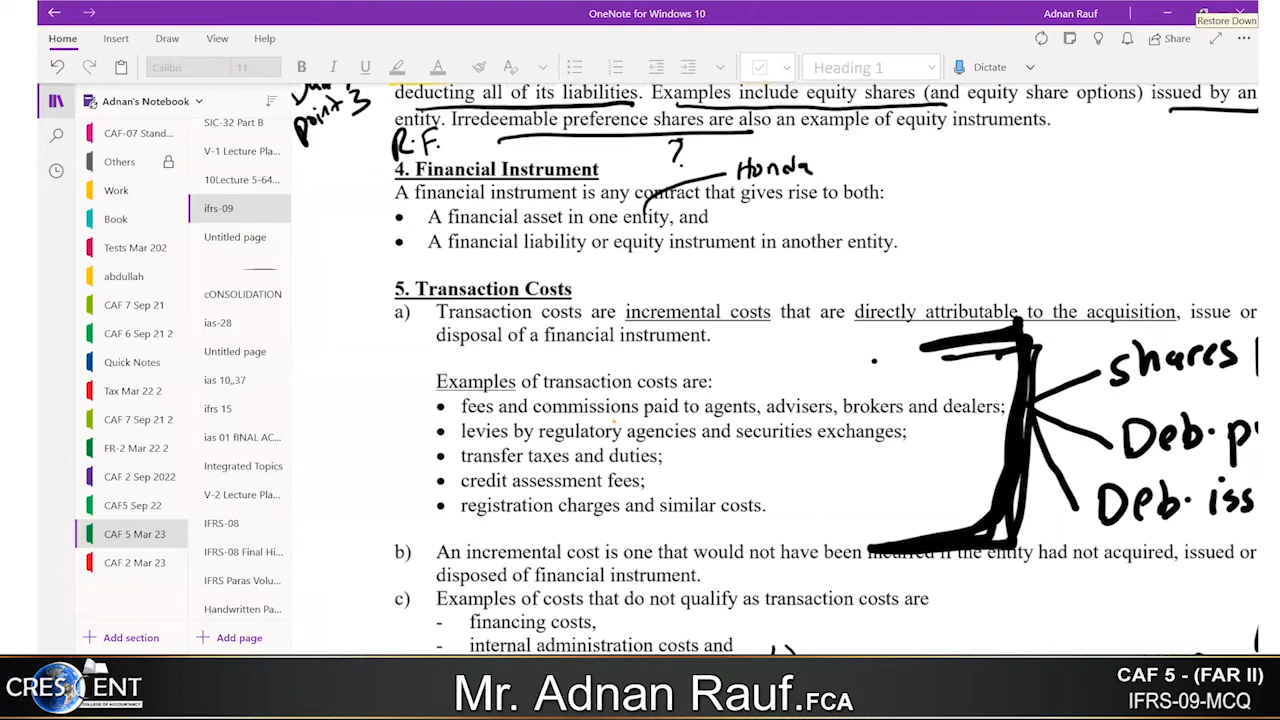 OneNote for Windows 10
Adnan Rauf
Restore Down
Home Insert Draw View Help
Share
Calibri 11
B I U A
Heading 1
Dictate
Adnan's Notebook
CAF-07 Stand...
Others
Work
Book
Tests Mar 202
abdullah
CAF 7 Sep 21
CAF 6 Sep 21 2
Quick Notes
Tax Mar 22 2
CAF 7 Sep 21 2
FR-2 Mar 22 2
CAF 2 Sep 2022
CAF5 Sep 22
CAF 5 Mar 23
CAF 2 Mar 23
Add section
SIC-32 Part B
V-1 Lecture Pla...
10Lecture 5-64...
ifrs-09
Untitled page
cONSOLIDATION
ias-28
Untitled page
ias 10,,37
ifrs 15
ias 01 fINAL AC...
Integrated Topics
V-2 Lecture Pla...
IFRS-08
IFRS-08 Final Hi...
IFRS Paras Volu...
Handwritten Pa...
Add page
point 3
deducting all of its liabilities. Examples include equity shares (and equity share options) issued by an
entity. Irredeemable preference shares are also an example of equity instruments.
R.F.
?
4. Financial Instrument
Honda
A financial instrument is any contract that gives rise to both:
• A financial asset in one entity, and
• A financial liability or equity instrument in another entity.
5. Transaction Costs
a) Transaction costs are incremental costs that are directly attributable to the acquisition, issue or
disposal of a financial instrument.
Examples of transaction costs are:
• fees and commissions paid to agents, advisers, brokers and dealers;
• levies by regulatory agencies and securities exchanges;
• transfer taxes and duties;
• credit assessment fees;
• registration charges and similar costs.
shares
Deb. p
Deb. iss
b) An incremental cost is one that would not have been incurred if the entity had not acquired, issued or
disposed of financial instrument.
c) Examples of costs that do not qualify as transaction costs are
- financing costs,
- internal administration costs and
CRESCENT
COLLEGE OF ACCOUNTANCY
Mr. Adnan Rauf.FCA
CAF 5 - (FAR II)
IFRS-09-MCQ